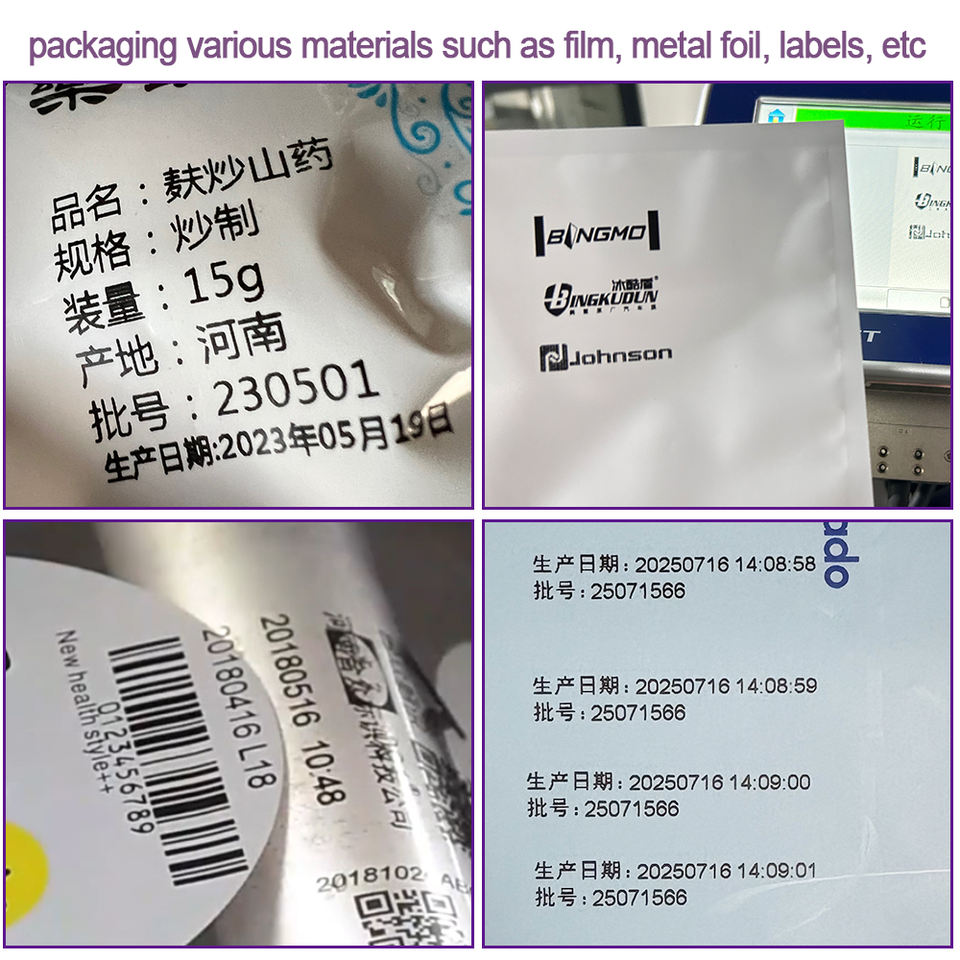 packaging various materials such as film, metal foil, labels, etc
品名：麸炒山药
规格：炒制
装量：15g
产地：河南
批号：230501
生产日期:2023年05月19日
运行
BINGMO
冰酷盾®
BINGKUDUN
Johnson
New health style++
0123456789
20180416 L18
20180516 10:48
2018102
ado
生产日期: 20250716 14:08:58
批号: 25071566
生产日期: 20250716 14:08:59
批号: 25071566
生产日期: 20250716 14:09:00
批号: 25071566
生产日期: 20250716 14:09:01
批号: 25071566